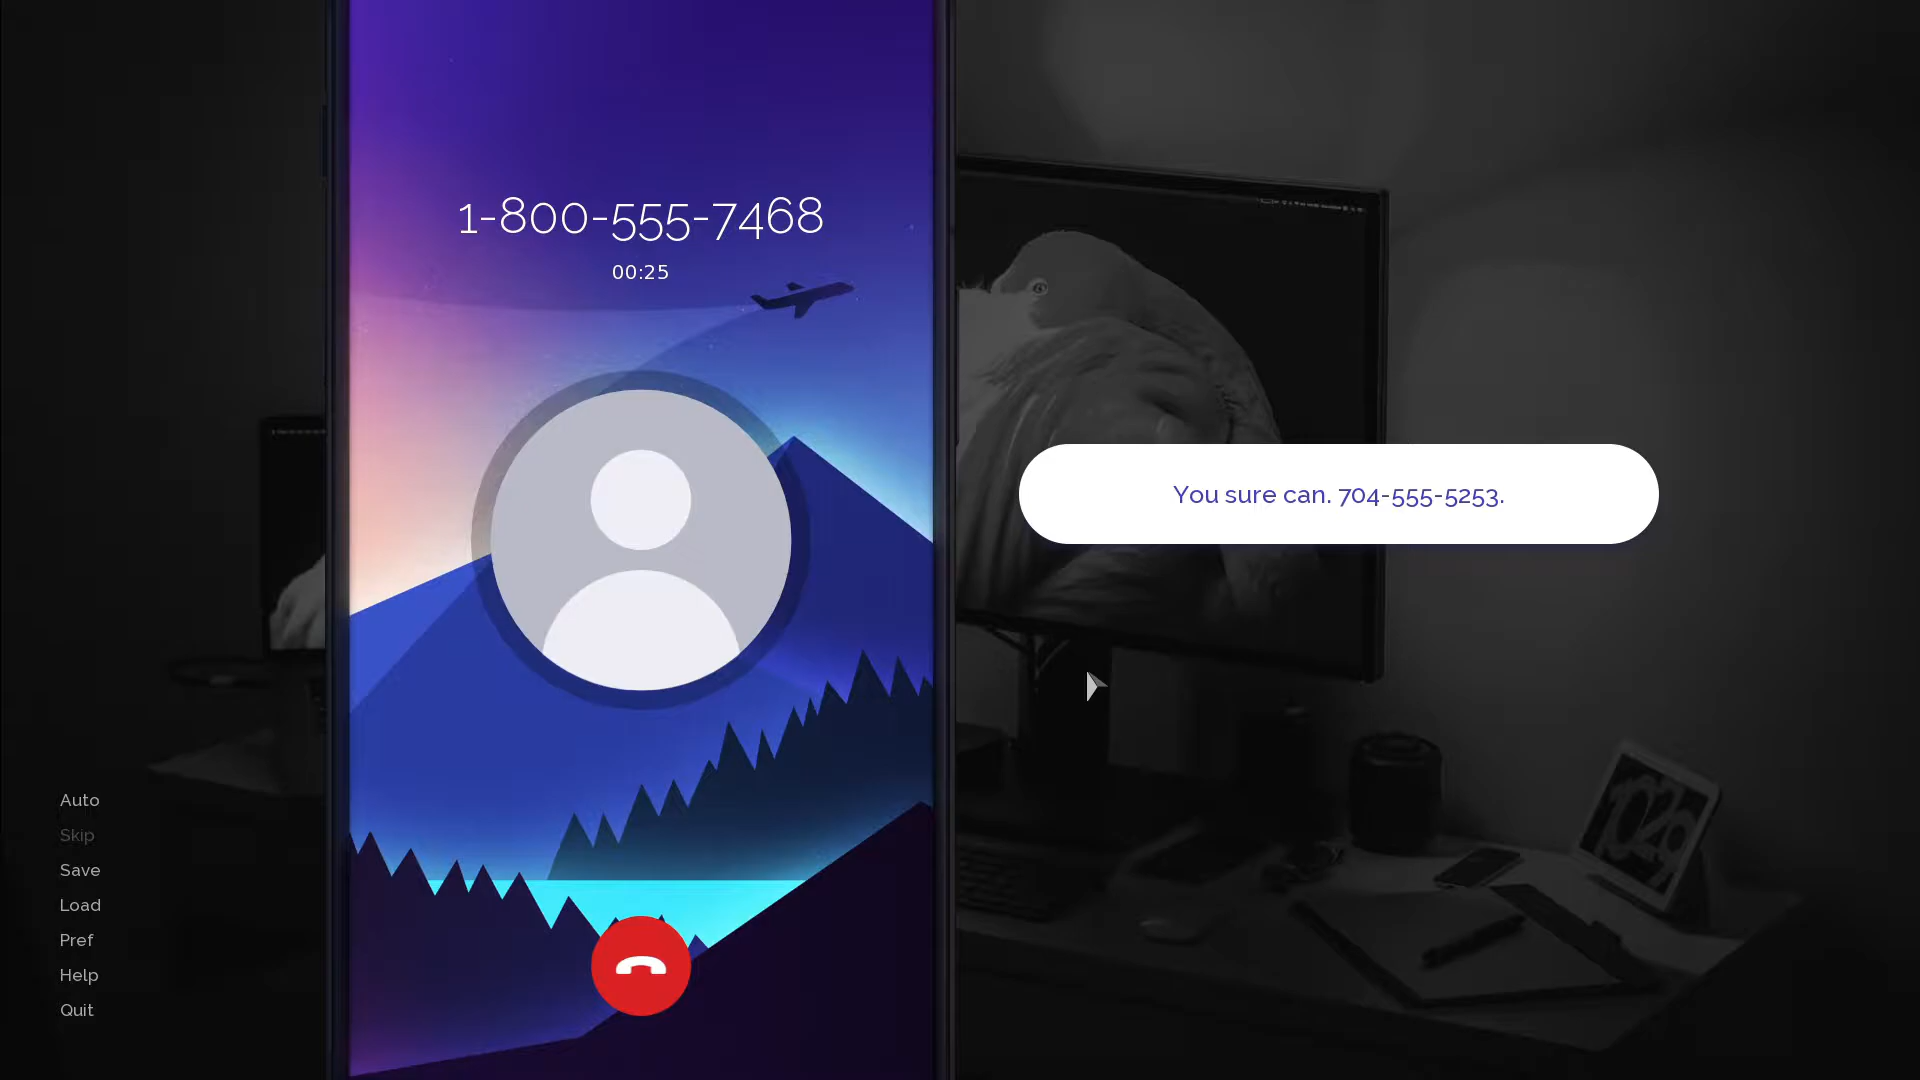 1-800-555-7468
00:25
You sure can. 704-555-5253.
Auto
Skip
Save
Load
Pref
Help
Quit